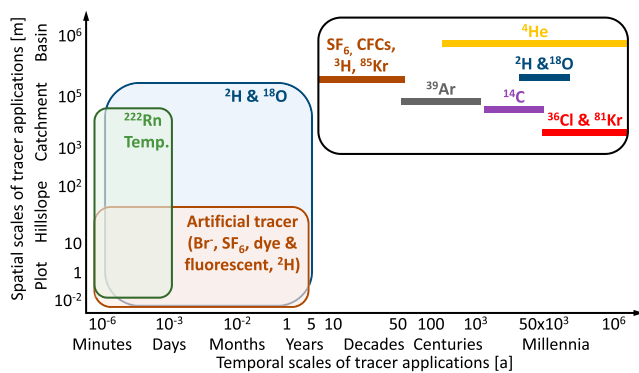 Spatial scales of tracer applications [m]
Plot Hillslope Catchment Basin
10⁶
10⁵
10³
10²
10
1
10⁻²
²H & ¹⁸O
²²²Rn
Temp.
Artificial tracer
(Br⁻, SF₆, dye &
fluorescent, ²H)
⁴He
SF₆, CFCs,
³H, ⁸⁵Kr
²H & ¹⁸O
³⁹Ar
¹⁴C
³⁶Cl & ⁸¹Kr
10⁻⁶ 10⁻³ 10⁻² 1 5 10 50 100 10³ 50x10³ 10⁶
Minutes Days Months Years Decades Centuries Millennia
Temporal scales of tracer applications [a]